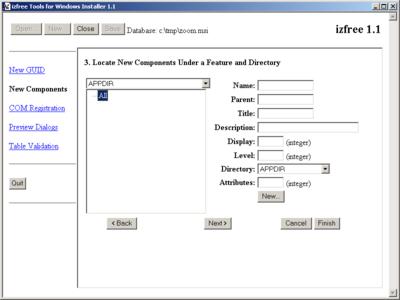 izfree Tools for Windows Installer 1.1
Open... New... Close Save Database: c:\tmp\zoom.msi izfree 1.1
3. Locate New Components Under a Feature and Directory
New GUID
New Components
COM Registration
Preview Dialogs
Table Validation
Quit
APPDIR
All
Name:
Parent:
Title:
Description:
Display: (integer)
Level: (integer)
Directory: APPDIR
Attributes: (integer)
New...
< Back Next > Cancel Finish